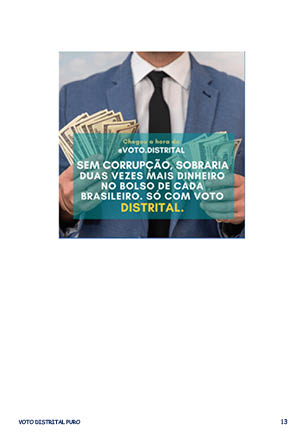 Chegou a hora do
#VOTO.DISTRITAL
SEM CORRUPÇÃO, SOBRARIA
DUAS VEZES MAIS DINHEIRO
NO BOLSO DE CADA
BRASILEIRO. SÓ COM VOTO
DISTRITAL.
VOTO DISTRITAL PURO
13